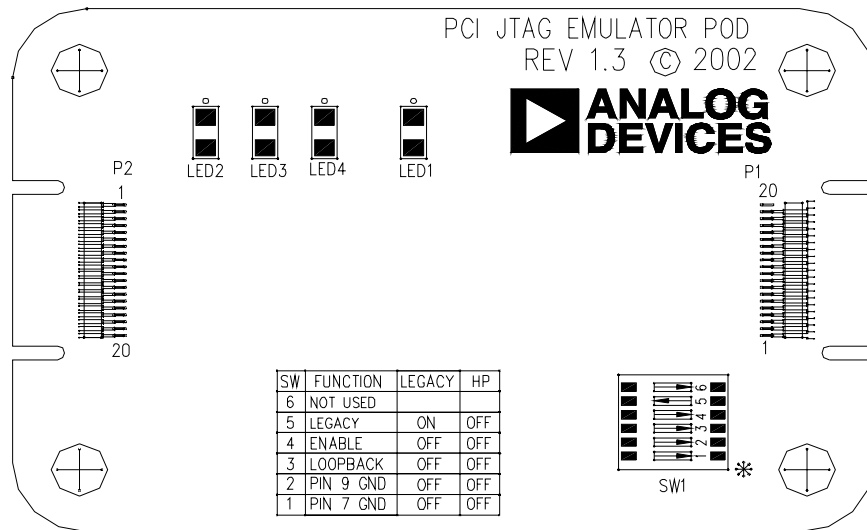 PCI JTAG EMULATOR POD
REV 1.3 © 2002
ANALOG
DEVICES
LED2 LED3 LED4 LED1
P2
1
20
P1
20
1
SW FUNCTION LEGACY HP
6 NOT USED
5 LEGACY ON OFF
4 ENABLE OFF OFF
3 LOOPBACK OFF OFF
2 PIN 9 GND OFF OFF
1 PIN 7 GND OFF OFF
6
5
4
3
2
1
SW1